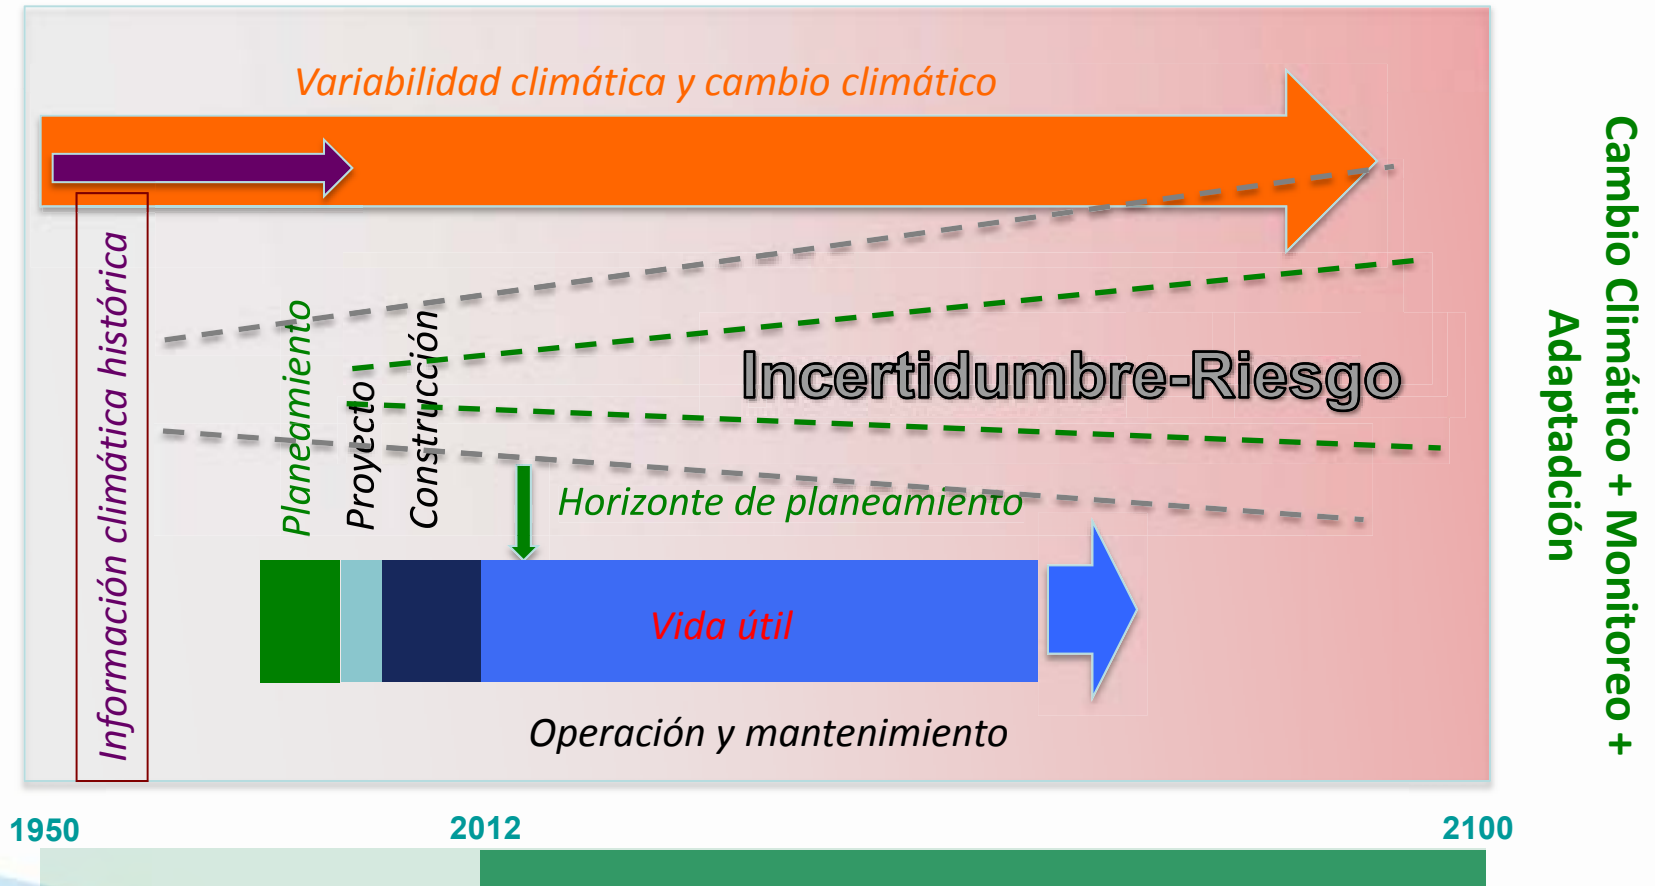 Variabilidad climática y cambio climático
Información climática histórica
Planeamiento
Proyecto
Construcción
Incertidumbre-Riesgo
Horizonte de planeamiento
Vida útil
Operación y mantenimiento
Cambio Climático + Monitoreo +
Adaptadción
1950
2012
2100